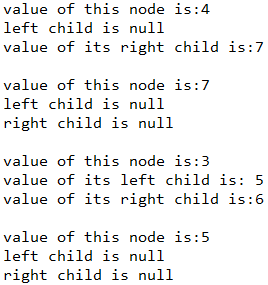 value of this node is:4
left child is null
value of its right child is:7
value of this node is:7
left child is null
right child is null
value of this node is:3
value of its left child is: 5
value of its right child is:6
value of this node is:5
left child is null
right child is null